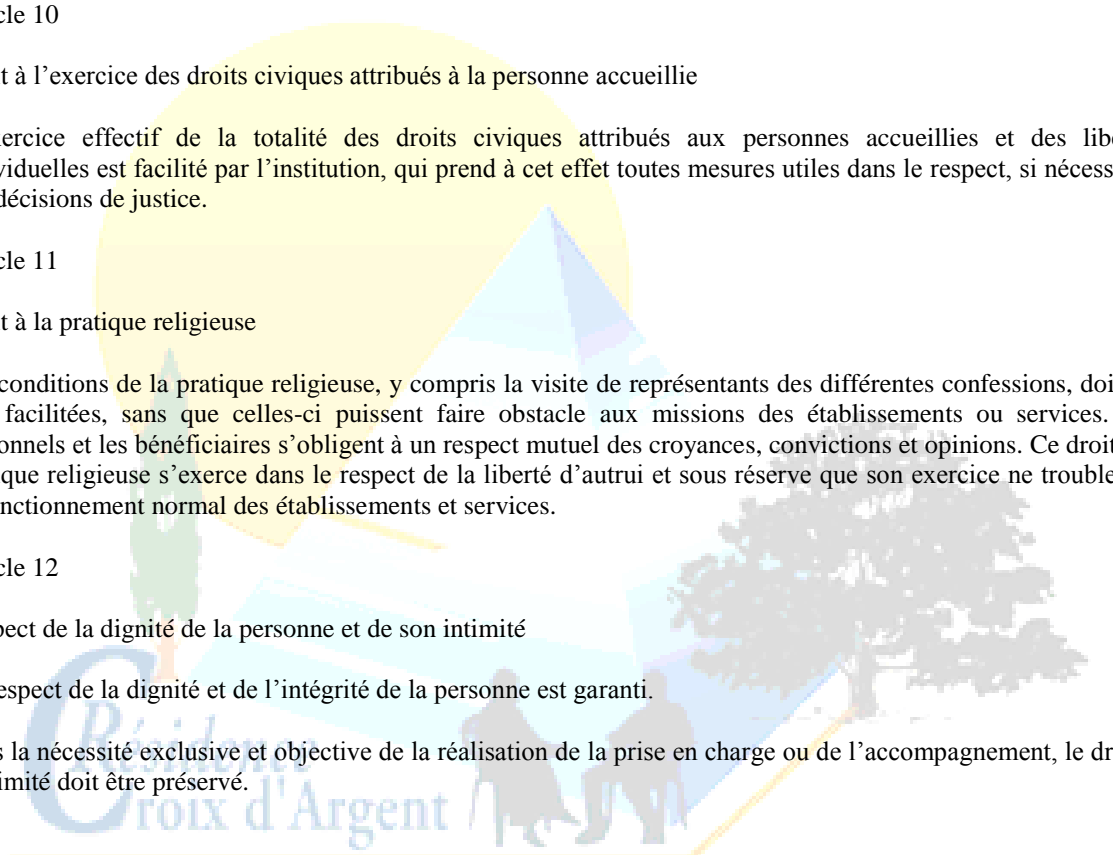 cle 10
t à l’exercice des droits civiques attribués à la personne accueillie
ercice effectif de la totalité des droits civiques attribués aux personnes accueillies et des libe
viduelles est facilité par l’institution, qui prend à cet effet toutes mesures utiles dans le respect, si nécess
décisions de justice.
cle 11
t à la pratique religieuse
conditions de la pratique religieuse, y compris la visite de représentants des différentes confessions, doi
facilitées, sans que celles-ci puissent faire obstacle aux missions des établissements ou services.
onnels et les bénéficiaires s’obligent à un respect mutuel des croyances, convictions et opinions. Ce droit
que religieuse s’exerce dans le respect de la liberté d’autrui et sous réserve que son exercice ne trouble
nctionnement normal des établissements et services.
cle 12
pect de la dignité de la personne et de son intimité
espect de la dignité et de l’intégrité de la personne est garanti.
s la nécessité exclusive et objective de la réalisation de la prise en charge ou de l’accompagnement, le dr
imité doit être préservé.
Résidence
Croix d'Argent